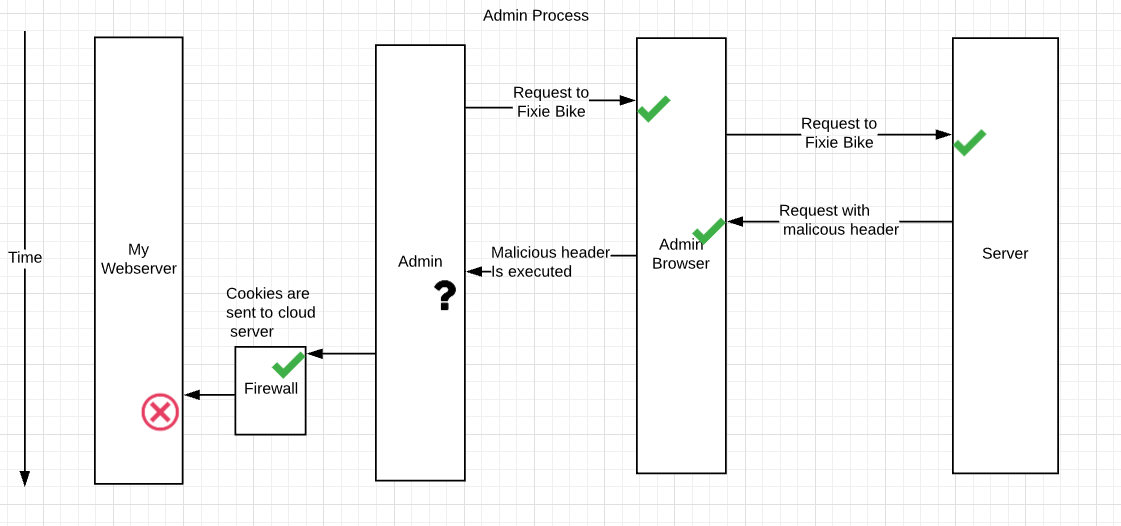 Admin Process
Request to
Fixie Bike
Request to
Fixie Bike
Request with
malicous header
Time
My
Webserver
Admin
Malicious header
Is executed
Admin
Browser
Server
?
Cookies are
sent to cloud
server
Firewall